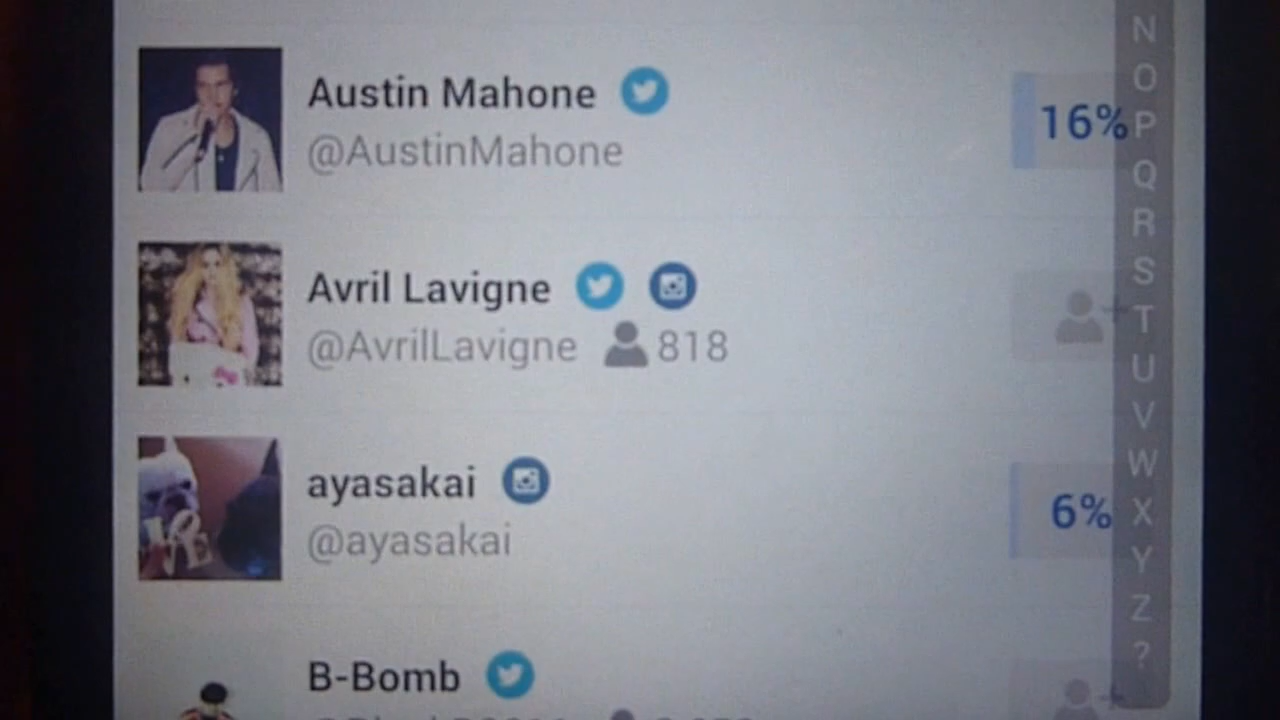 Austin Mahone
@AustinMahone
16%
Avril Lavigne
@AvrilLavigne 818
ayasakai
@ayasakai
6%
B-Bomb
N
O
P
Q
R
S
T
U
V
W
X
Y
Z
?